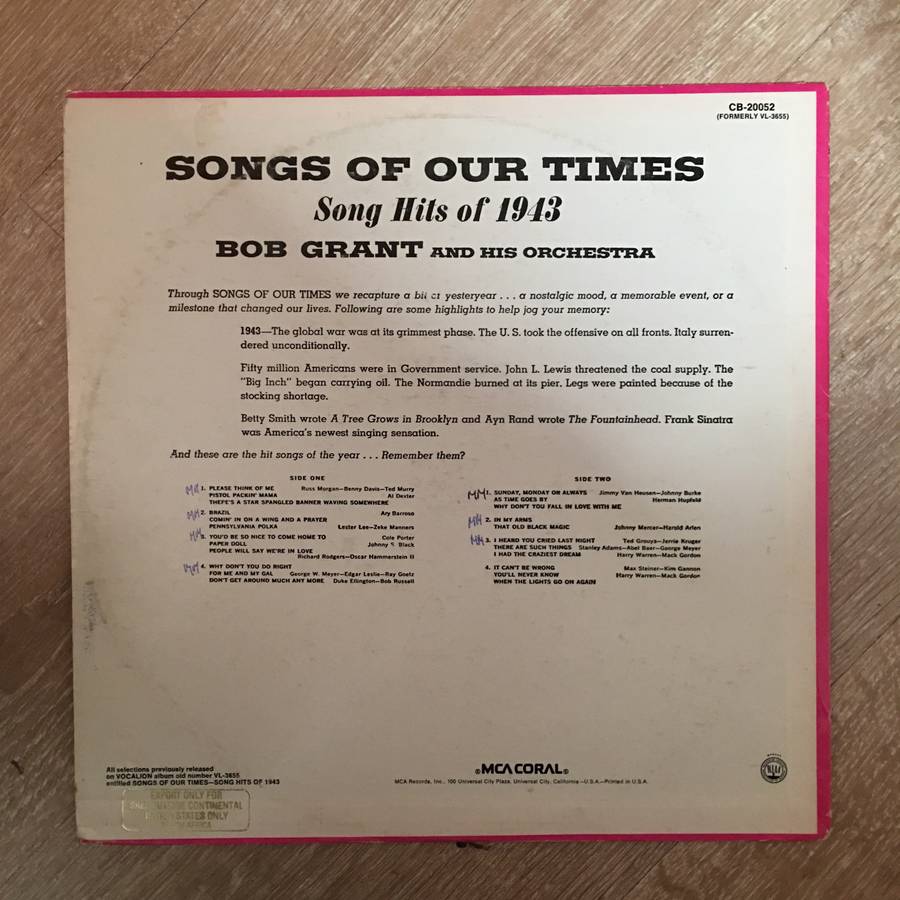 CB-20052
(FORMERLY VL-3655)
SONGS OF OUR TIMES
Song Hits of 1943
BOB GRANT AND HIS ORCHESTRA
Through SONGS OF OUR TIMES we recapture a bit of yesteryear . . . a nostalgic mood, a memorable event, or a
milestone that changed our lives. Following are some highlights to help jog your memory:
1943—The global war was at its grimmest phase. The U. S. took the offensive on all fronts. Italy surren-
dered unconditionally.
Fifty million Americans were in Government service. John L. Lewis threatened the coal supply. The
"Big Inch" began carrying oil. The Normandie burned at its pier. Legs were painted because of the
stocking shortage.
Betty Smith wrote A Tree Grows in Brooklyn and Ayn Rand wrote The Fountainhead. Frank Sinatra
was America's newest singing sensation.
And these are the hit songs of the year . . . Remember them?
SIDE ONE
1. PLEASE THINK OF ME Russ Morgan—Benny Davis—Ted Murry
PISTOL PACKIN' MAMA Al Dexter
THERE'S A STAR SPANGLED BANNER WAVING SOMEWHERE
2. BRAZIL Ary Barroso
COMIN' IN ON A WING AND A PRAYER
PENNSYLVANIA POLKA Lester Lee—Zeke Manners
3. YOU'D BE SO NICE TO COME HOME TO Cole Porter
PAPER DOLL Johnny S. Black
PEOPLE WILL SAY WE'RE IN LOVE
Richard Rodgers—Oscar Hammerstein II
4. WHY DON'T YOU DO RIGHT
FOR ME AND MY GAL George W. Meyer—Edgar Leslie—Ray Goetz
DON'T GET AROUND MUCH ANY MORE Duke Ellington—Bob Russell
SIDE TWO
MM 1. SUNDAY, MONDAY OR ALWAYS Jimmy Van Heusen—Johnny Burke
AS TIME GOES BY Herman Hupfeld
WHY DON'T YOU FALL IN LOVE WITH ME
2. IN MY ARMS
THAT OLD BLACK MAGIC Johnny Mercer—Harold Arlen
3. I HEARD YOU CRIED LAST NIGHT Ted Grouya—Jerrie Kruger
THERE ARE SUCH THINGS Stanley Adams—Abel Baer—George Meyer
I HAD THE CRAZIEST DREAM Harry Warren—Mack Gordon
4. IT CAN'T BE WRONG Max Steiner—Kim Gannon
YOU'LL NEVER KNOW Harry Warren—Mack Gordon
WHEN THE LIGHTS GO ON AGAIN
All selections previously released
on VOCALION album old number VL-3655
entitled SONGS OF OUR TIMES—SONG HITS OF 1943
MCA CORAL
MCA Records, Inc., 100 Universal City Plaza, Universal City, California—U.S.A.—Printed in U.S.A.
EXPORT ONLY FOR
CONTINENTAL
STATES ONLY
AFRICA